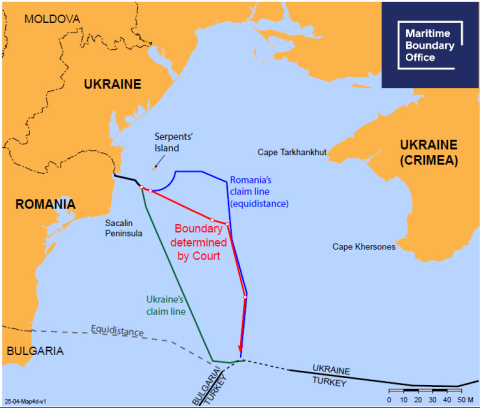 MOLDOVA
Maritime
Boundary
Office
UKRAINE
Serpents'
Island
Cape Tarkhankhut
UKRAINE
(CRIMEA)
Romania's
claim line
(equidistance)
ROMANIA
Sacalin
Peninsula
Boundary
determined
by Court
Cape Khersones
Ukraine's
claim line
Equidistance
BULGARIA
BULGARIA
TURKEY
UKRAINE
TURKEY
0 10 20 30 40 50 M
25-04-Map4d-v1